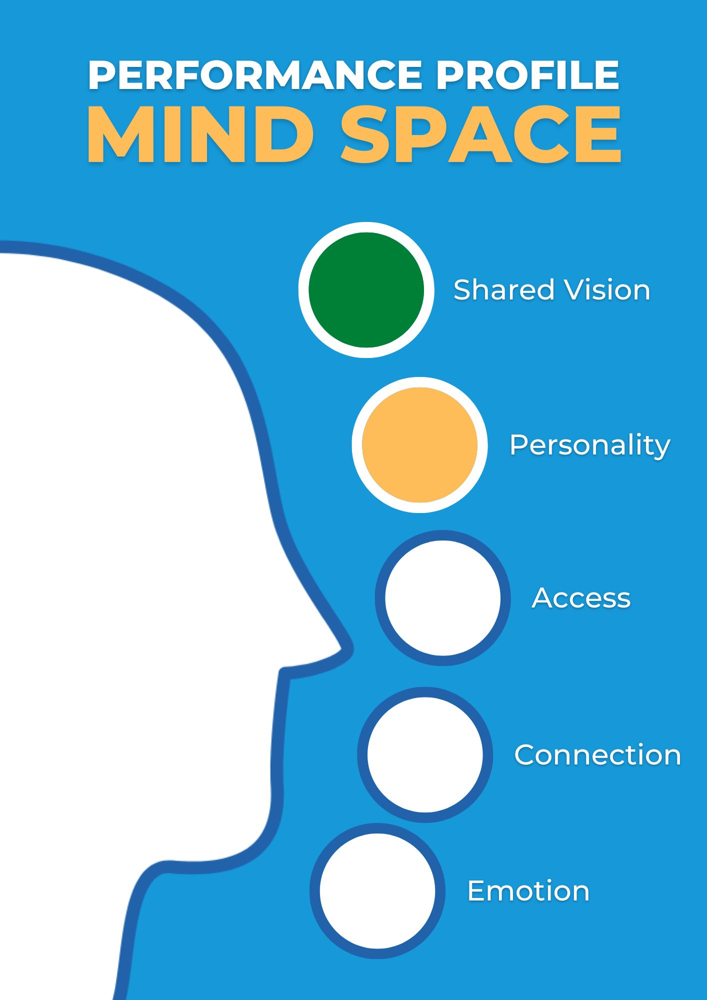 PERFORMANCE PROFILE
MIND SPACE
Shared Vision
Personality
Access
Connection
Emotion